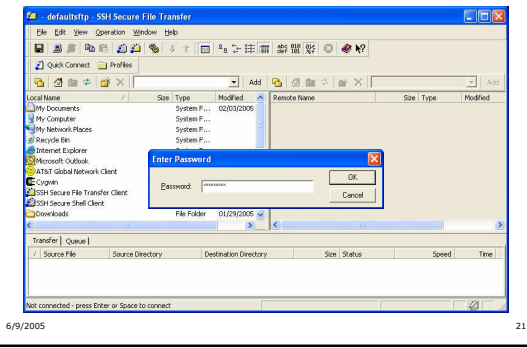 - defaultsftp - SSH Secure File Transfer
File Edit View Operation Window Help
Quick Connect Profiles
Add Add
Local Name / Size Type Modified Remote Name Size Type Modified
My Documents System F... 02/03/2005
My Computer System F...
My Network Places System F...
Recycle Bin System F...
Internet Explorer
Microsoft Outlook
AT&T Global Network Client
Cygwin
SSH Secure File Transfer Client
SSH Secure Shell Client
Downloads File Folder 01/29/2005
Enter Password
Password:
OK
Cancel
Transfer Queue
/ Source File Source Directory Destination Directory Size Status Speed Time
Not connected - press Enter or Space to connect
6/9/2005 21